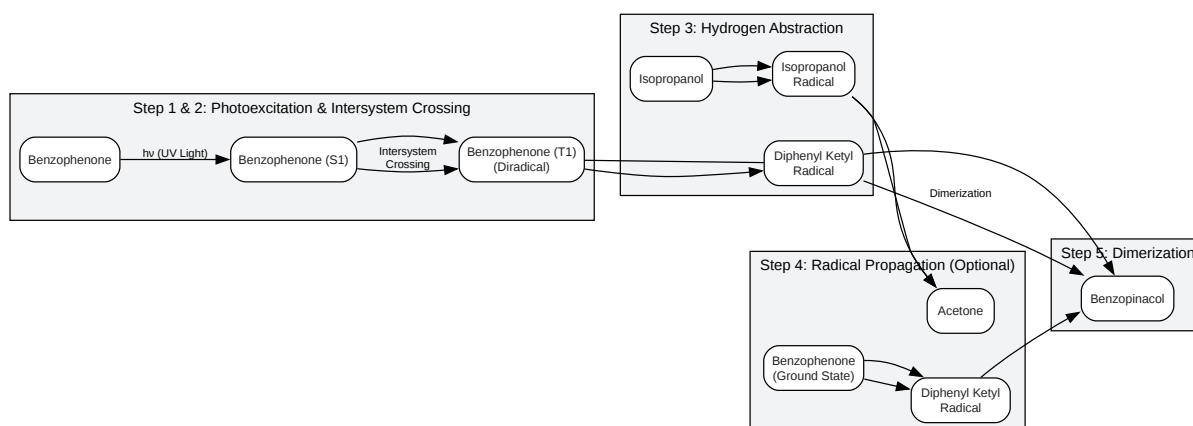 Step 1 & 2: Photoexcitation & Intersystem Crossing
Benzophenone
hν (UV Light)
Benzophenone (S1)
Intersystem
Crossing
Benzophenone (T1)
(Diradical)
Step 3: Hydrogen Abstraction
Isopropanol
Isopropanol
Radical
Diphenyl Ketyl
Radical
Dimerization
Step 4: Radical Propagation (Optional)
Acetone
Benzophenone
(Ground State)
Diphenyl Ketyl
Radical
Step 5: Dimerization
Benzopinacol